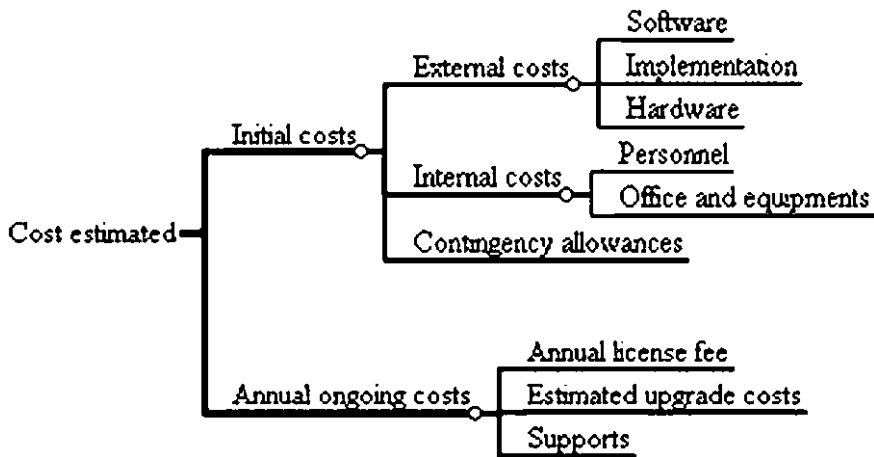 Software
External costs
Implementation
Hardware
Initial costs
Personnel
Internal costs
Office and equipments
Cost estimated
Contingency allowances
Annual license fee
Annual ongoing costs
Estimated upgrade costs
Supports